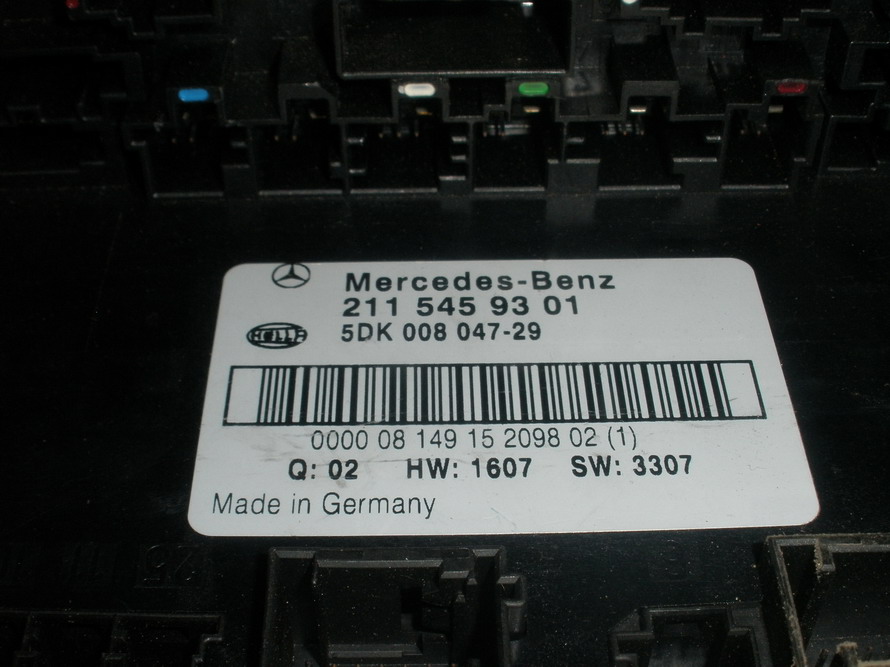 Mercedes-Benz
211 545 93 01
HELLA
5DK 008 047-29
0000 08 149 15 2098 02 (1)
Q: 02 HW: 1607 SW: 3307
Made in Germany
25